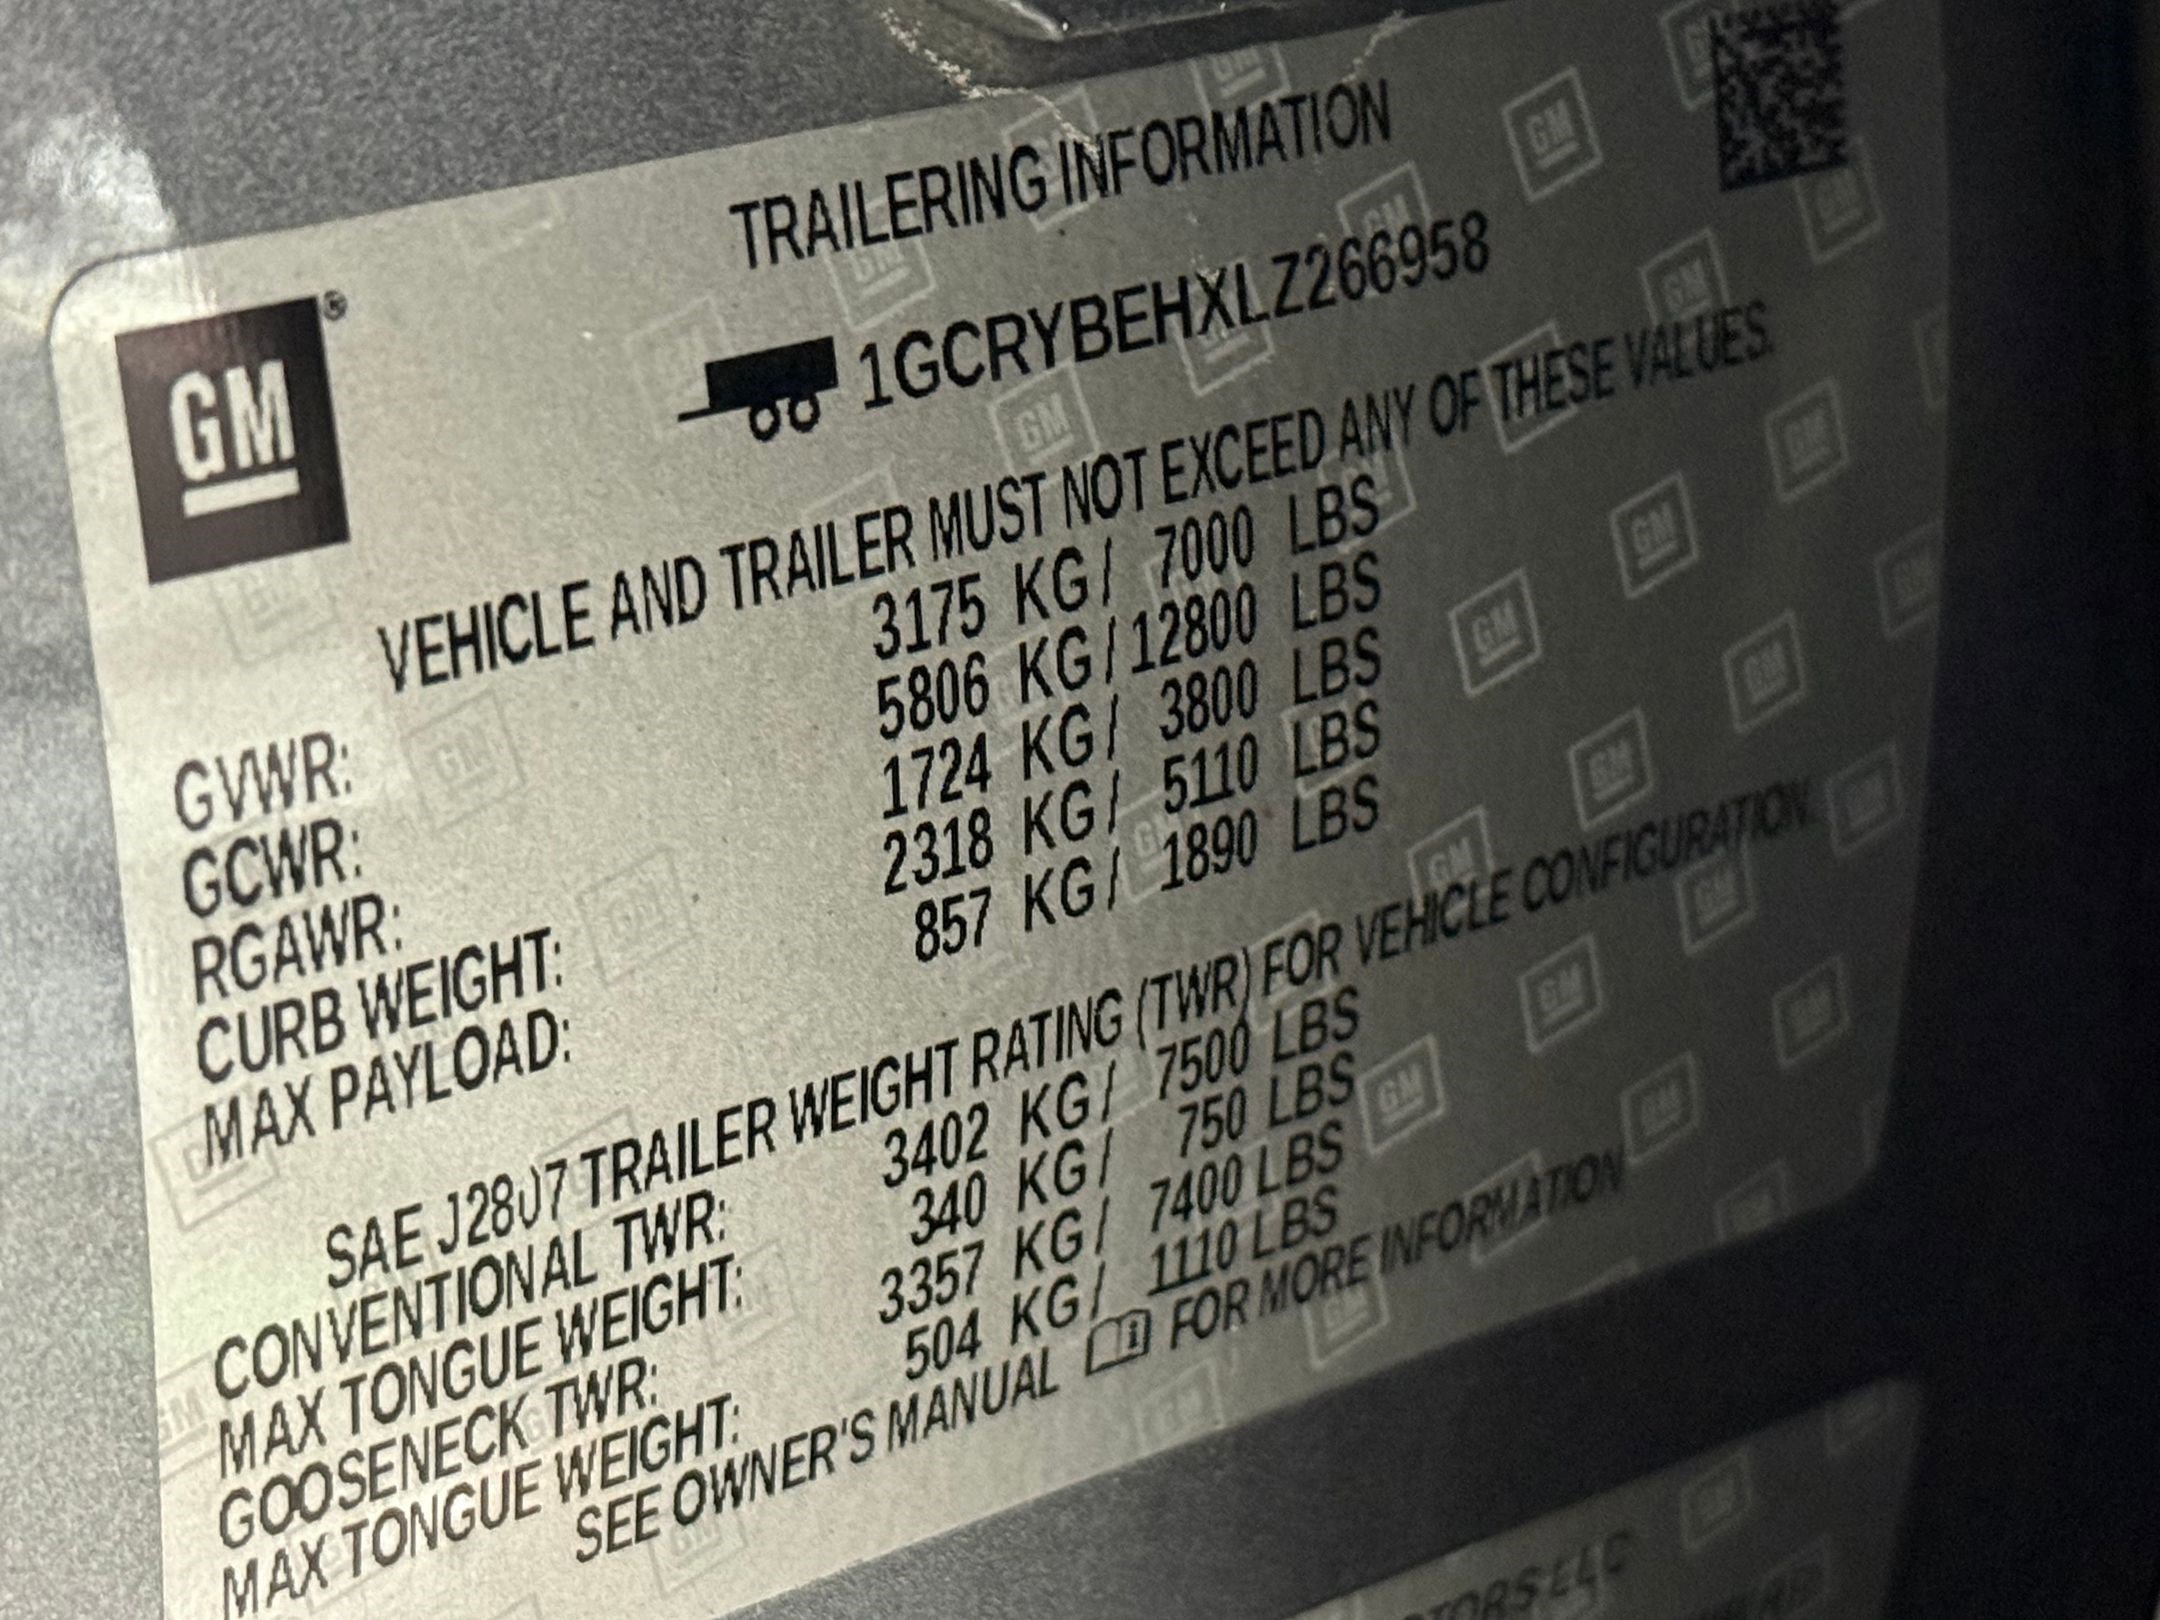 GM®
TRAILERING INFORMATION
1GCRYBEHXLZ266958
VEHICLE AND TRAILER MUST NOT EXCEED ANY OF THESE VALUES.
GVWR: 3175 KG / 7000 LBS
GCWR: 5806 KG / 12800 LBS
RGAWR: 1724 KG / 3800 LBS
CURB WEIGHT: 2318 KG / 5110 LBS
MAX PAYLOAD: 857 KG / 1890 LBS
SAE J2807 TRAILER WEIGHT RATING (TWR) FOR VEHICLE CONFIGURATION.
CONVENTIONAL TWR: 3402 KG / 7500 LBS
MAX TONGUE WEIGHT: 340 KG / 750 LBS
GOOSENECK TWR: 3357 KG / 7400 LBS
MAX TONGUE WEIGHT: 504 KG / 1110 LBS
SEE OWNER'S MANUAL FOR MORE INFORMATION